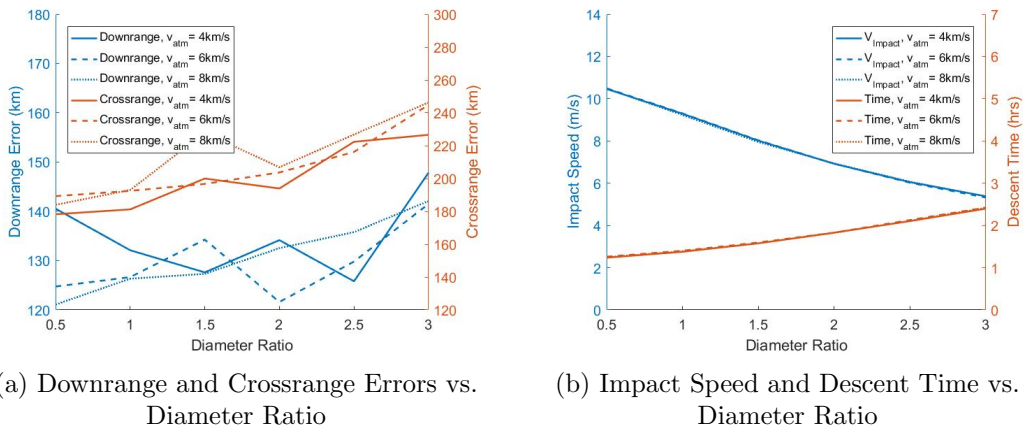 180
170
160
150
140
130
120
Downrange Error (km)
Downrange, v_atm= 4km/s
Downrange, v_atm= 6km/s
Downrange, v_atm= 8km/s
Crossrange, v_atm= 4km/s
Crossrange, v_atm= 6km/s
Crossrange, v_atm= 8km/s
300
280
260
240
220
200
180
160
140
120
Crossrange Error (km)
0.5 1 1.5 2 2.5 3
Diameter Ratio
a) Downrange and Crossrange Errors vs.
Diameter Ratio
14
12
10
8
6
4
2
0
Impact Speed (m/s)
V_Impact, v_atm= 4km/s
V_Impact, v_atm= 6km/s
V_Impact, v_atm= 8km/s
Time, v_atm= 4km/s
Time, v_atm= 6km/s
Time, v_atm= 8km/s
7
6
5
4
3
2
1
0
Descent Time (hrs)
0.5 1 1.5 2 2.5 3
Diameter Ratio
(b) Impact Speed and Descent Time vs.
Diameter Ratio